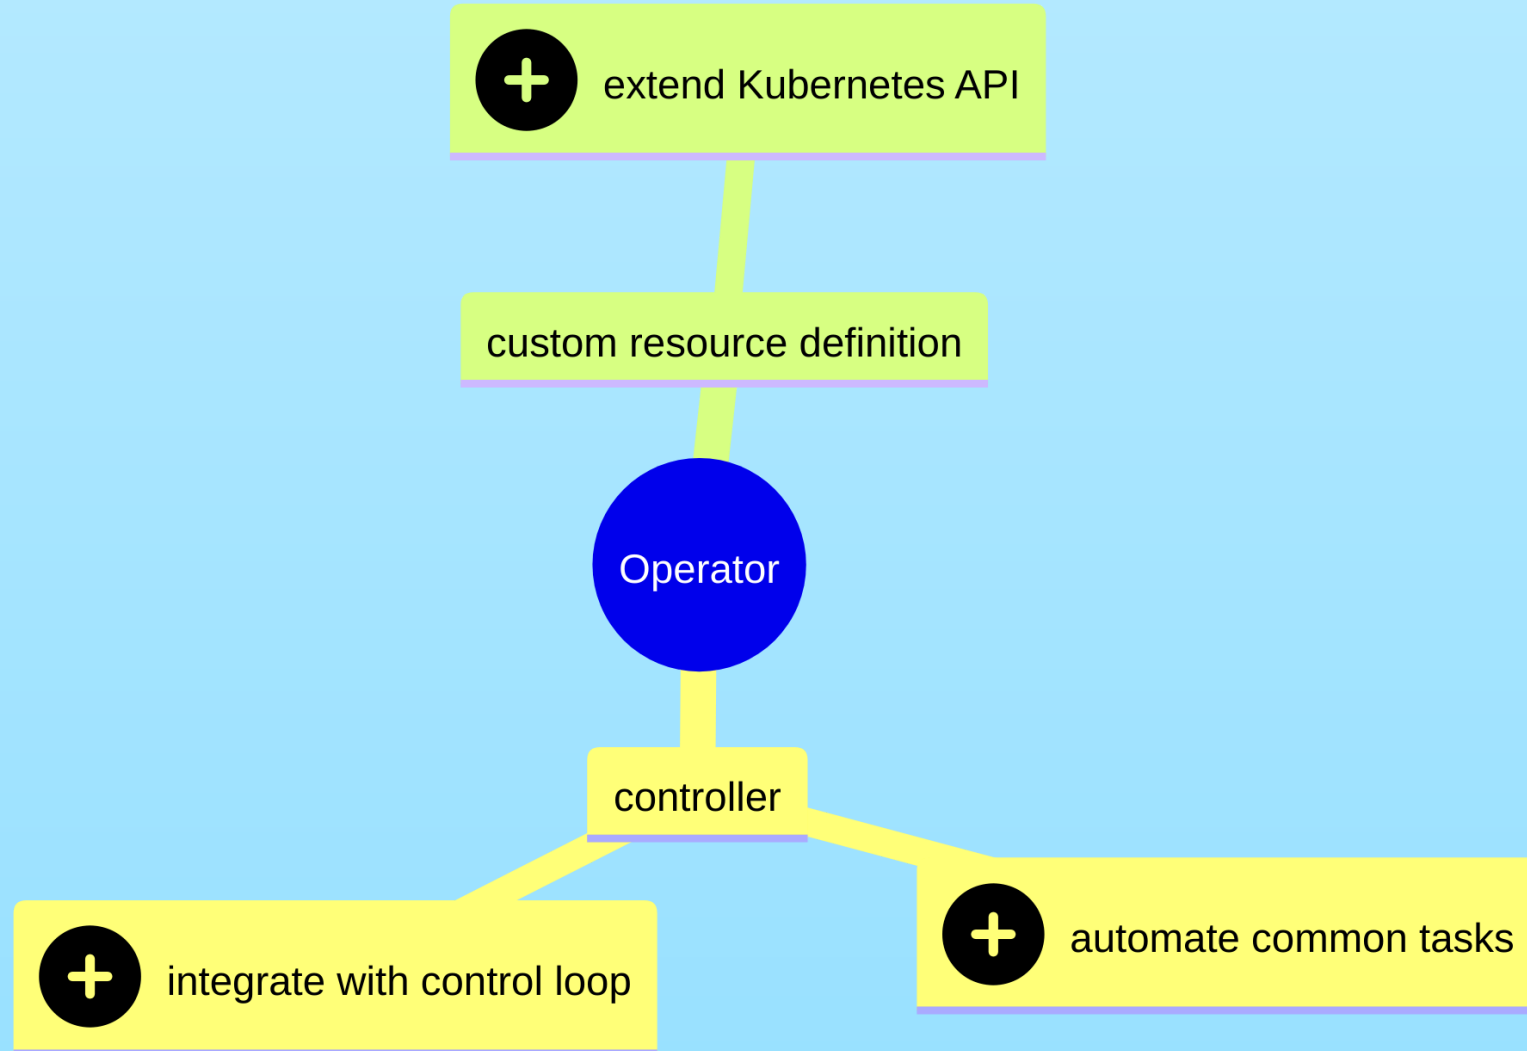 extend Kubernetes API
custom resource definition
Operator
controller
automate common tasks
integrate with control loop